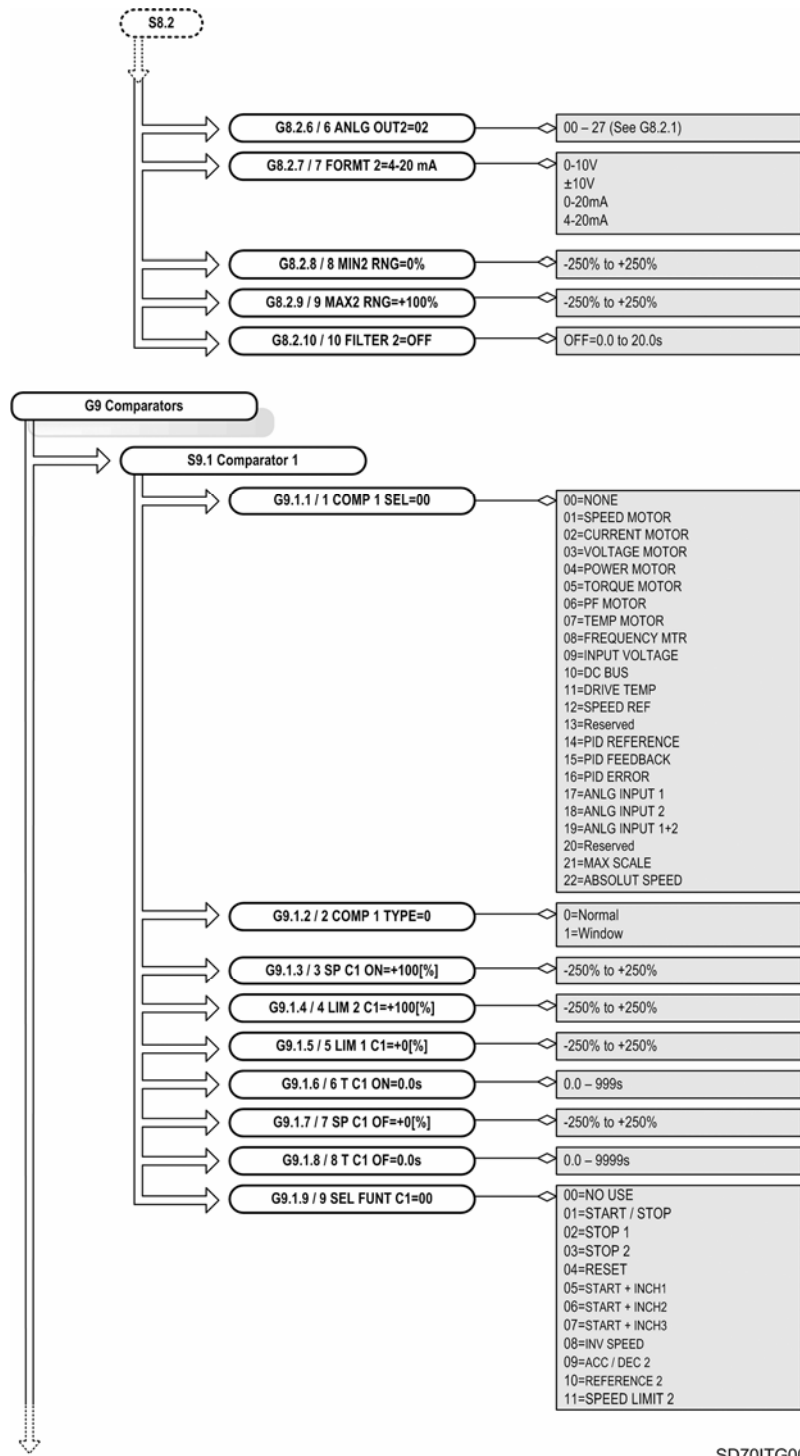 S8.2
G8.2.6 / 6 ANLG OUT2=02
00 – 27 (See G8.2.1)
G8.2.7 / 7 FORMT 2=4-20 mA
0-10V
±10V
0-20mA
4-20mA
G8.2.8 / 8 MIN2 RNG=0%
-250% to +250%
G8.2.9 / 9 MAX2 RNG=+100%
-250% to +250%
G8.2.10 / 10 FILTER 2=OFF
OFF=0.0 to 20.0s
G9 Comparators
S9.1 Comparator 1
G9.1.1 / 1 COMP 1 SEL=00
00=NONE
01=SPEED MOTOR
02=CURRENT MOTOR
03=VOLTAGE MOTOR
04=POWER MOTOR
05=TORQUE MOTOR
06=PF MOTOR
07=TEMP MOTOR
08=FREQUENCY MTR
09=INPUT VOLTAGE
10=DC BUS
11=DRIVE TEMP
12=SPEED REF
13=Reserved
14=PID REFERENCE
15=PID FEEDBACK
16=PID ERROR
17=ANLG INPUT 1
18=ANLG INPUT 2
19=ANLG INPUT 1+2
20=Reserved
21=MAX SCALE
22=ABSOLUT SPEED
G9.1.2 / 2 COMP 1 TYPE=0
0=Normal
1=Window
G9.1.3 / 3 SP C1 ON=+100[%]
-250% to +250%
G9.1.4 / 4 LIM 2 C1=+100[%]
-250% to +250%
G9.1.5 / 5 LIM 1 C1=+0[%]
-250% to +250%
G9.1.6 / 6 T C1 ON=0.0s
0.0 – 999s
G9.1.7 / 7 SP C1 OF=+0[%]
-250% to +250%
G9.1.8 / 8 T C1 OF=0.0s
0.0 – 9999s
G9.1.9 / 9 SEL FUNT C1=00
00=NO USE
01=START / STOP
02=STOP 1
03=STOP 2
04=RESET
05=START + INCH1
06=START + INCH2
07=START + INCH3
08=INV SPEED
09=ACC / DEC 2
10=REFERENCE 2
11=SPEED LIMIT 2